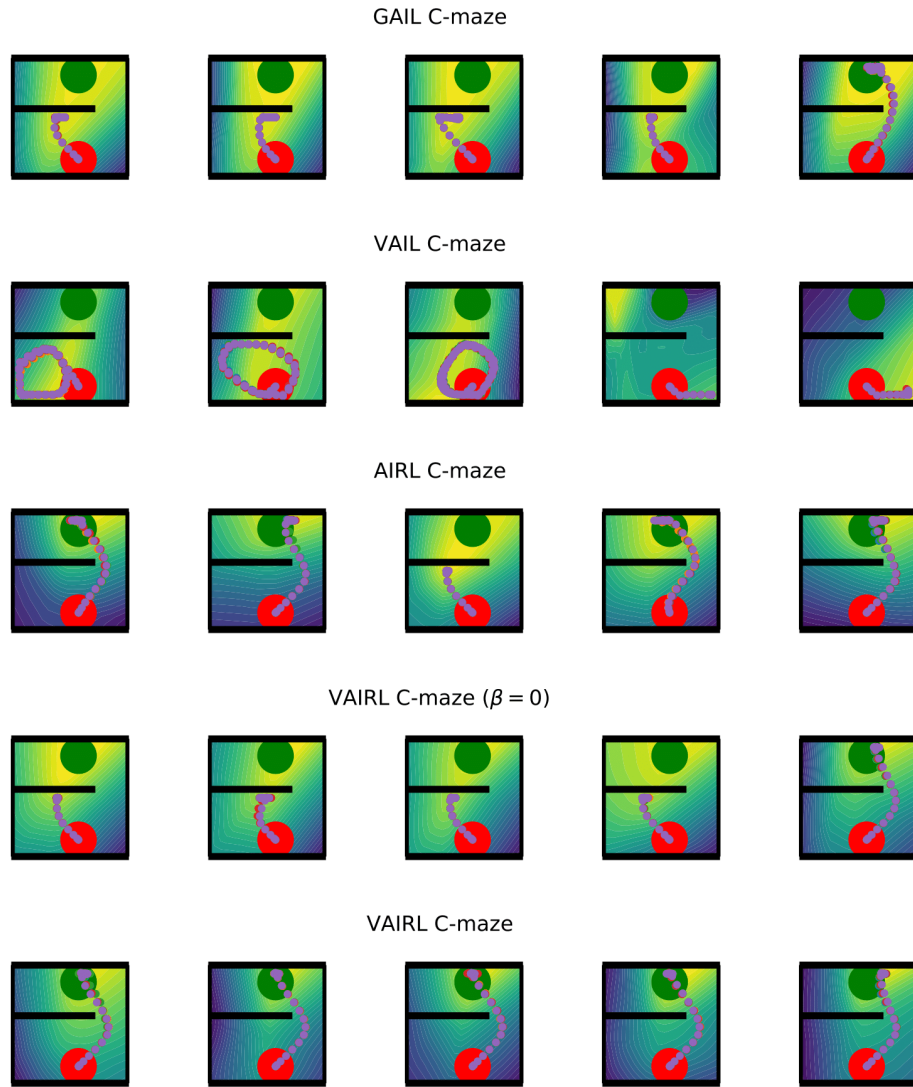 GAIL C-maze
VAIL C-maze
AIRL C-maze
VAIRL C-maze (β = 0)
VAIRL C-maze